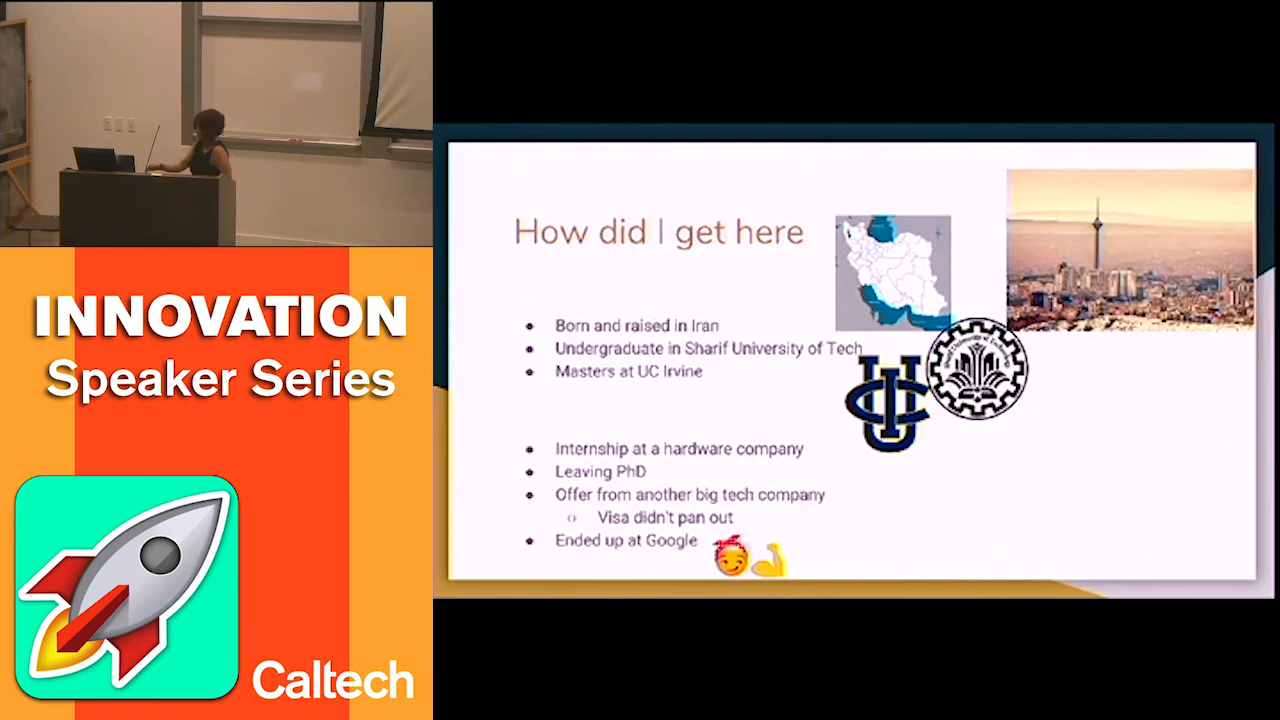 INNOVATION
Speaker Series
Caltech
How did I get here
Born and raised in Iran
Undergraduate in Sharif University of Tech
Masters at UC Irvine
UCI
Internship at a hardware company
Leaving PhD
Offer from another big tech company
Visa didn't pan out
Ended up at Google